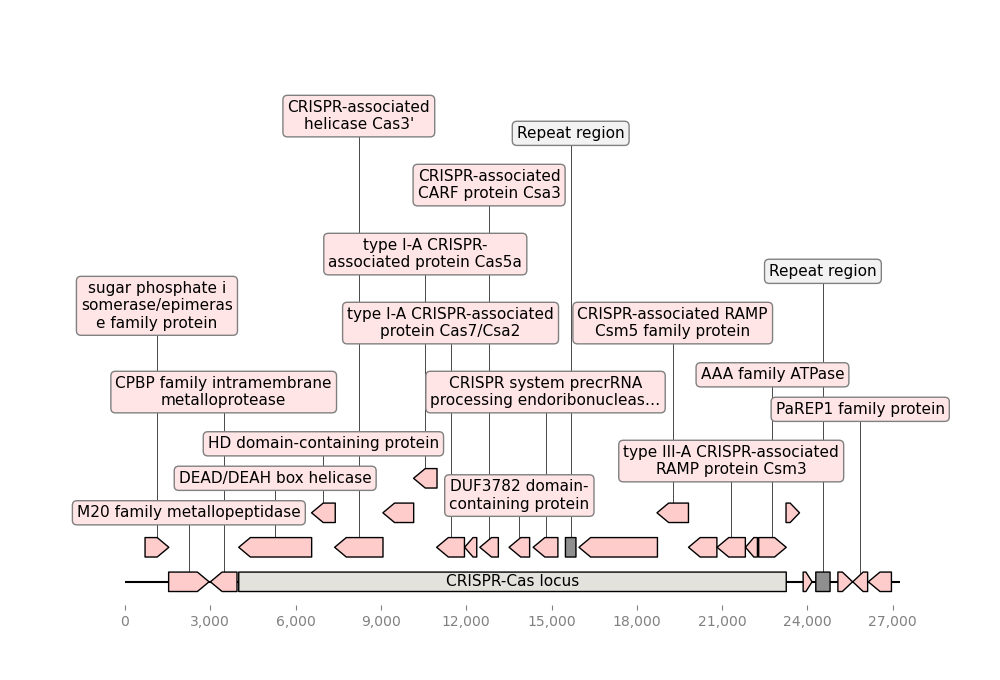 CRISPR-associated
helicase Cas3'
Repeat region
CRISPR-associated
CARF protein Csa3
type I-A CRISPR-
associated protein Cas5a
Repeat region
sugar phosphate i
somerase/epimeras
e family protein
type I-A CRISPR-associated
protein Cas7/Csa2
CRISPR-associated RAMP
Csm5 family protein
CPBP family intramembrane
metalloprotease
CRISPR system precrRNA
processing endoribonucleas…
AAA family ATPase
PaREP1 family protein
HD domain-containing protein
type III-A CRISPR-associated
RAMP protein Csm3
DEAD/DEAH box helicase
DUF3782 domain-
containing protein
M20 family metallopeptidase
CRISPR-Cas locus
0 3,000 6,000 9,000 12,000 15,000 18,000 21,000 24,000 27,000